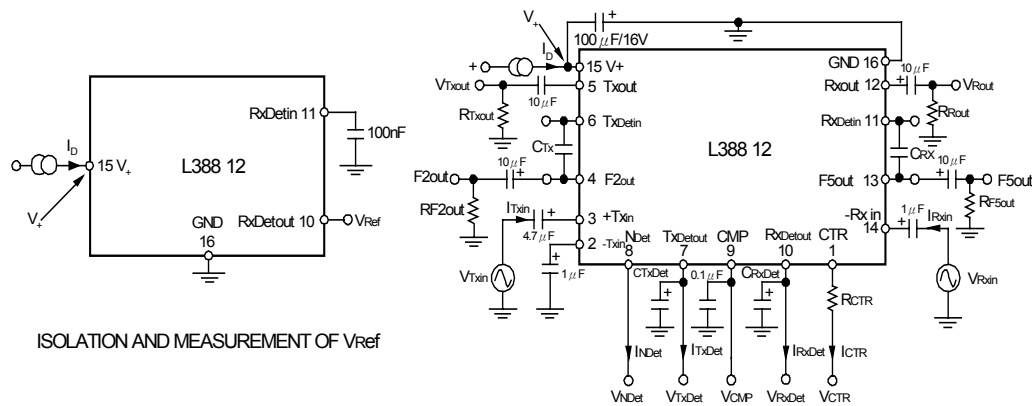 RxDetin 11
100nF
I_D
L388 12
15 V+
V+
GND
16
RxDetout 10
VRef
ISOLATION AND MEASUREMENT OF VRef
V+
100μF/16V
I_D
+
15 V+
GND
16
VTxout
10μF
5 Txout
Rxout
12
10μF
VRout
RTxout
RRout
6 TxDetin
RxDetin 11
CTx
L388 12
CRX
F2out
10μF
4 F2out
F5out 13
10μF
F5out
RF2out
RF5out
ITxin
3 +Txin
-Rx in
14
1μF
IRxin
4.7μF
2 -Txin
NDet
TxDetout
CMP
RxDetout
CTR
8
7
9
10
1
VTxin
1μF
CTxDet
0.1μF
CRxDet
RCTR
VRxin
INDet
ITxDet
IRxDet
ICTR
VNDet
VTxDet
VCMP
VRxDet
VCTR